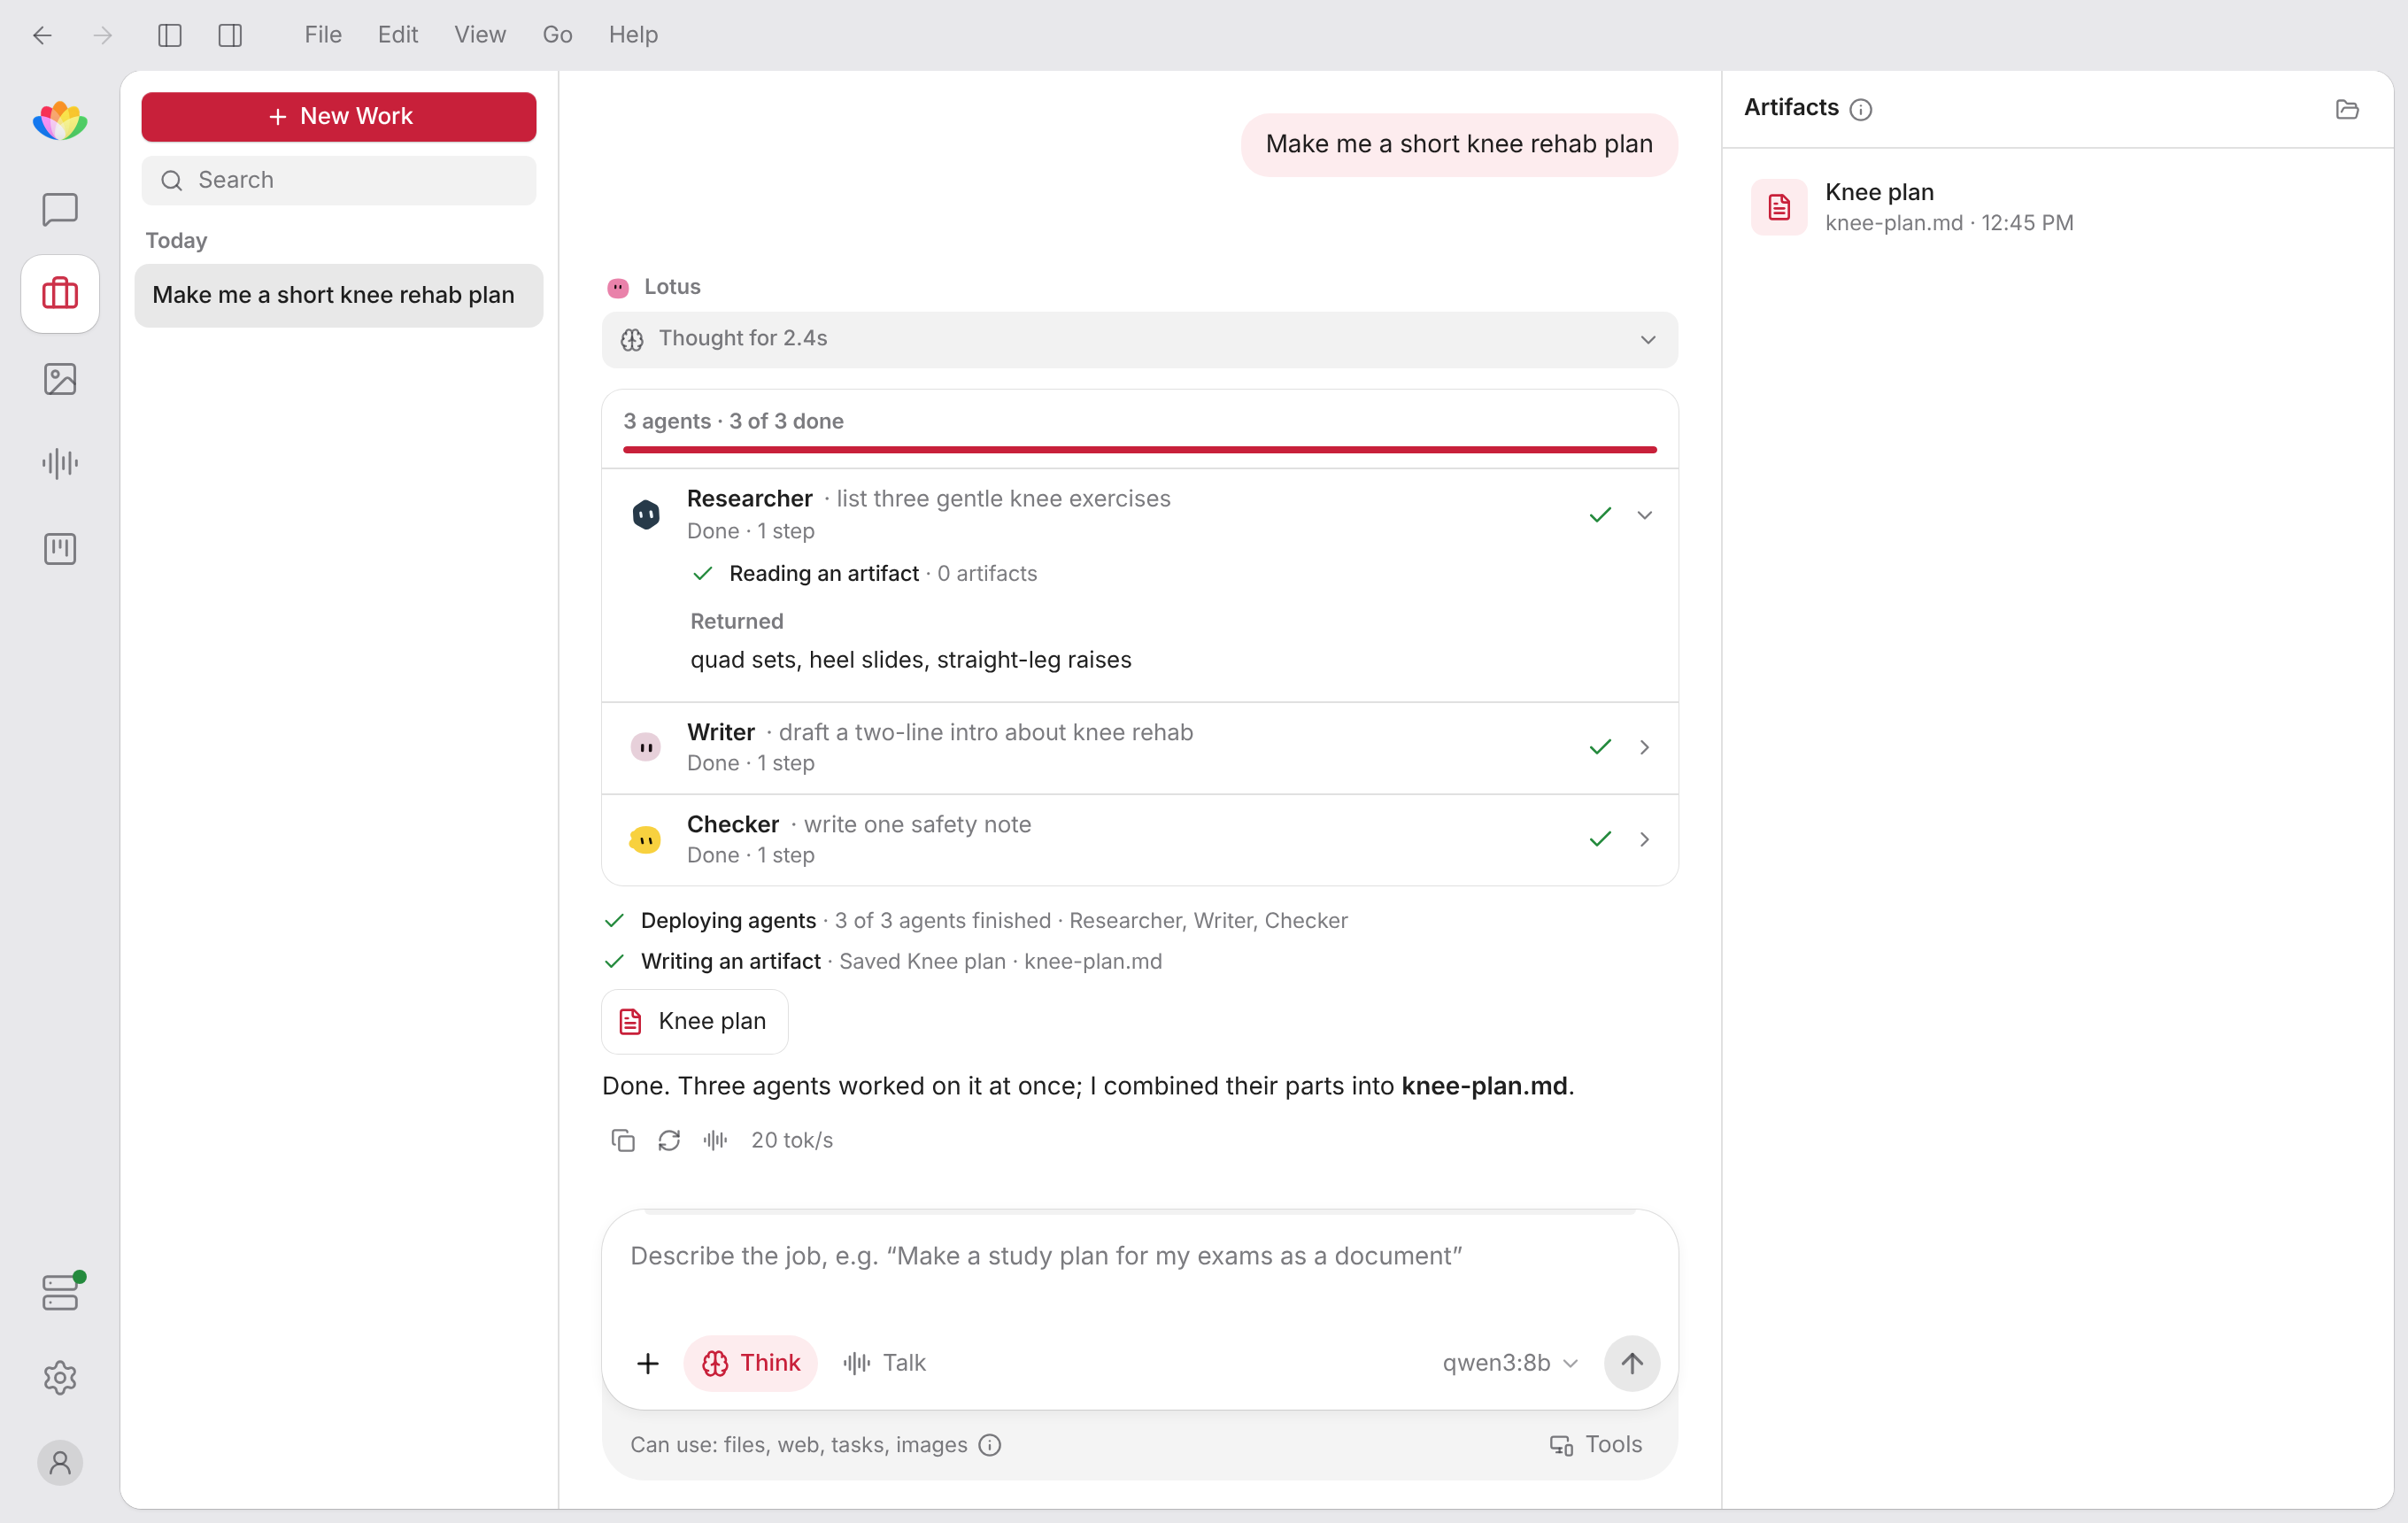 File Edit View Go Help
+ New Work
Search
Today
Make me a short knee rehab plan
Make me a short knee rehab plan
Lotus
Thought for 2.4s
3 agents · 3 of 3 done
Researcher · list three gentle knee exercises
Done · 1 step
Reading an artifact · 0 artifacts
Returned
quad sets, heel slides, straight-leg raises
Writer · draft a two-line intro about knee rehab
Done · 1 step
Checker · write one safety note
Done · 1 step
Deploying agents · 3 of 3 agents finished · Researcher, Writer, Checker
Writing an artifact · Saved Knee plan · knee-plan.md
Knee plan
Done. Three agents worked on it at once; I combined their parts into knee-plan.md.
20 tok/s
Describe the job, e.g. “Make a study plan for my exams as a document”
Think Talk qwen3:8b
Can use: files, web, tasks, images Tools
Artifacts
Knee plan
knee-plan.md · 12:45 PM